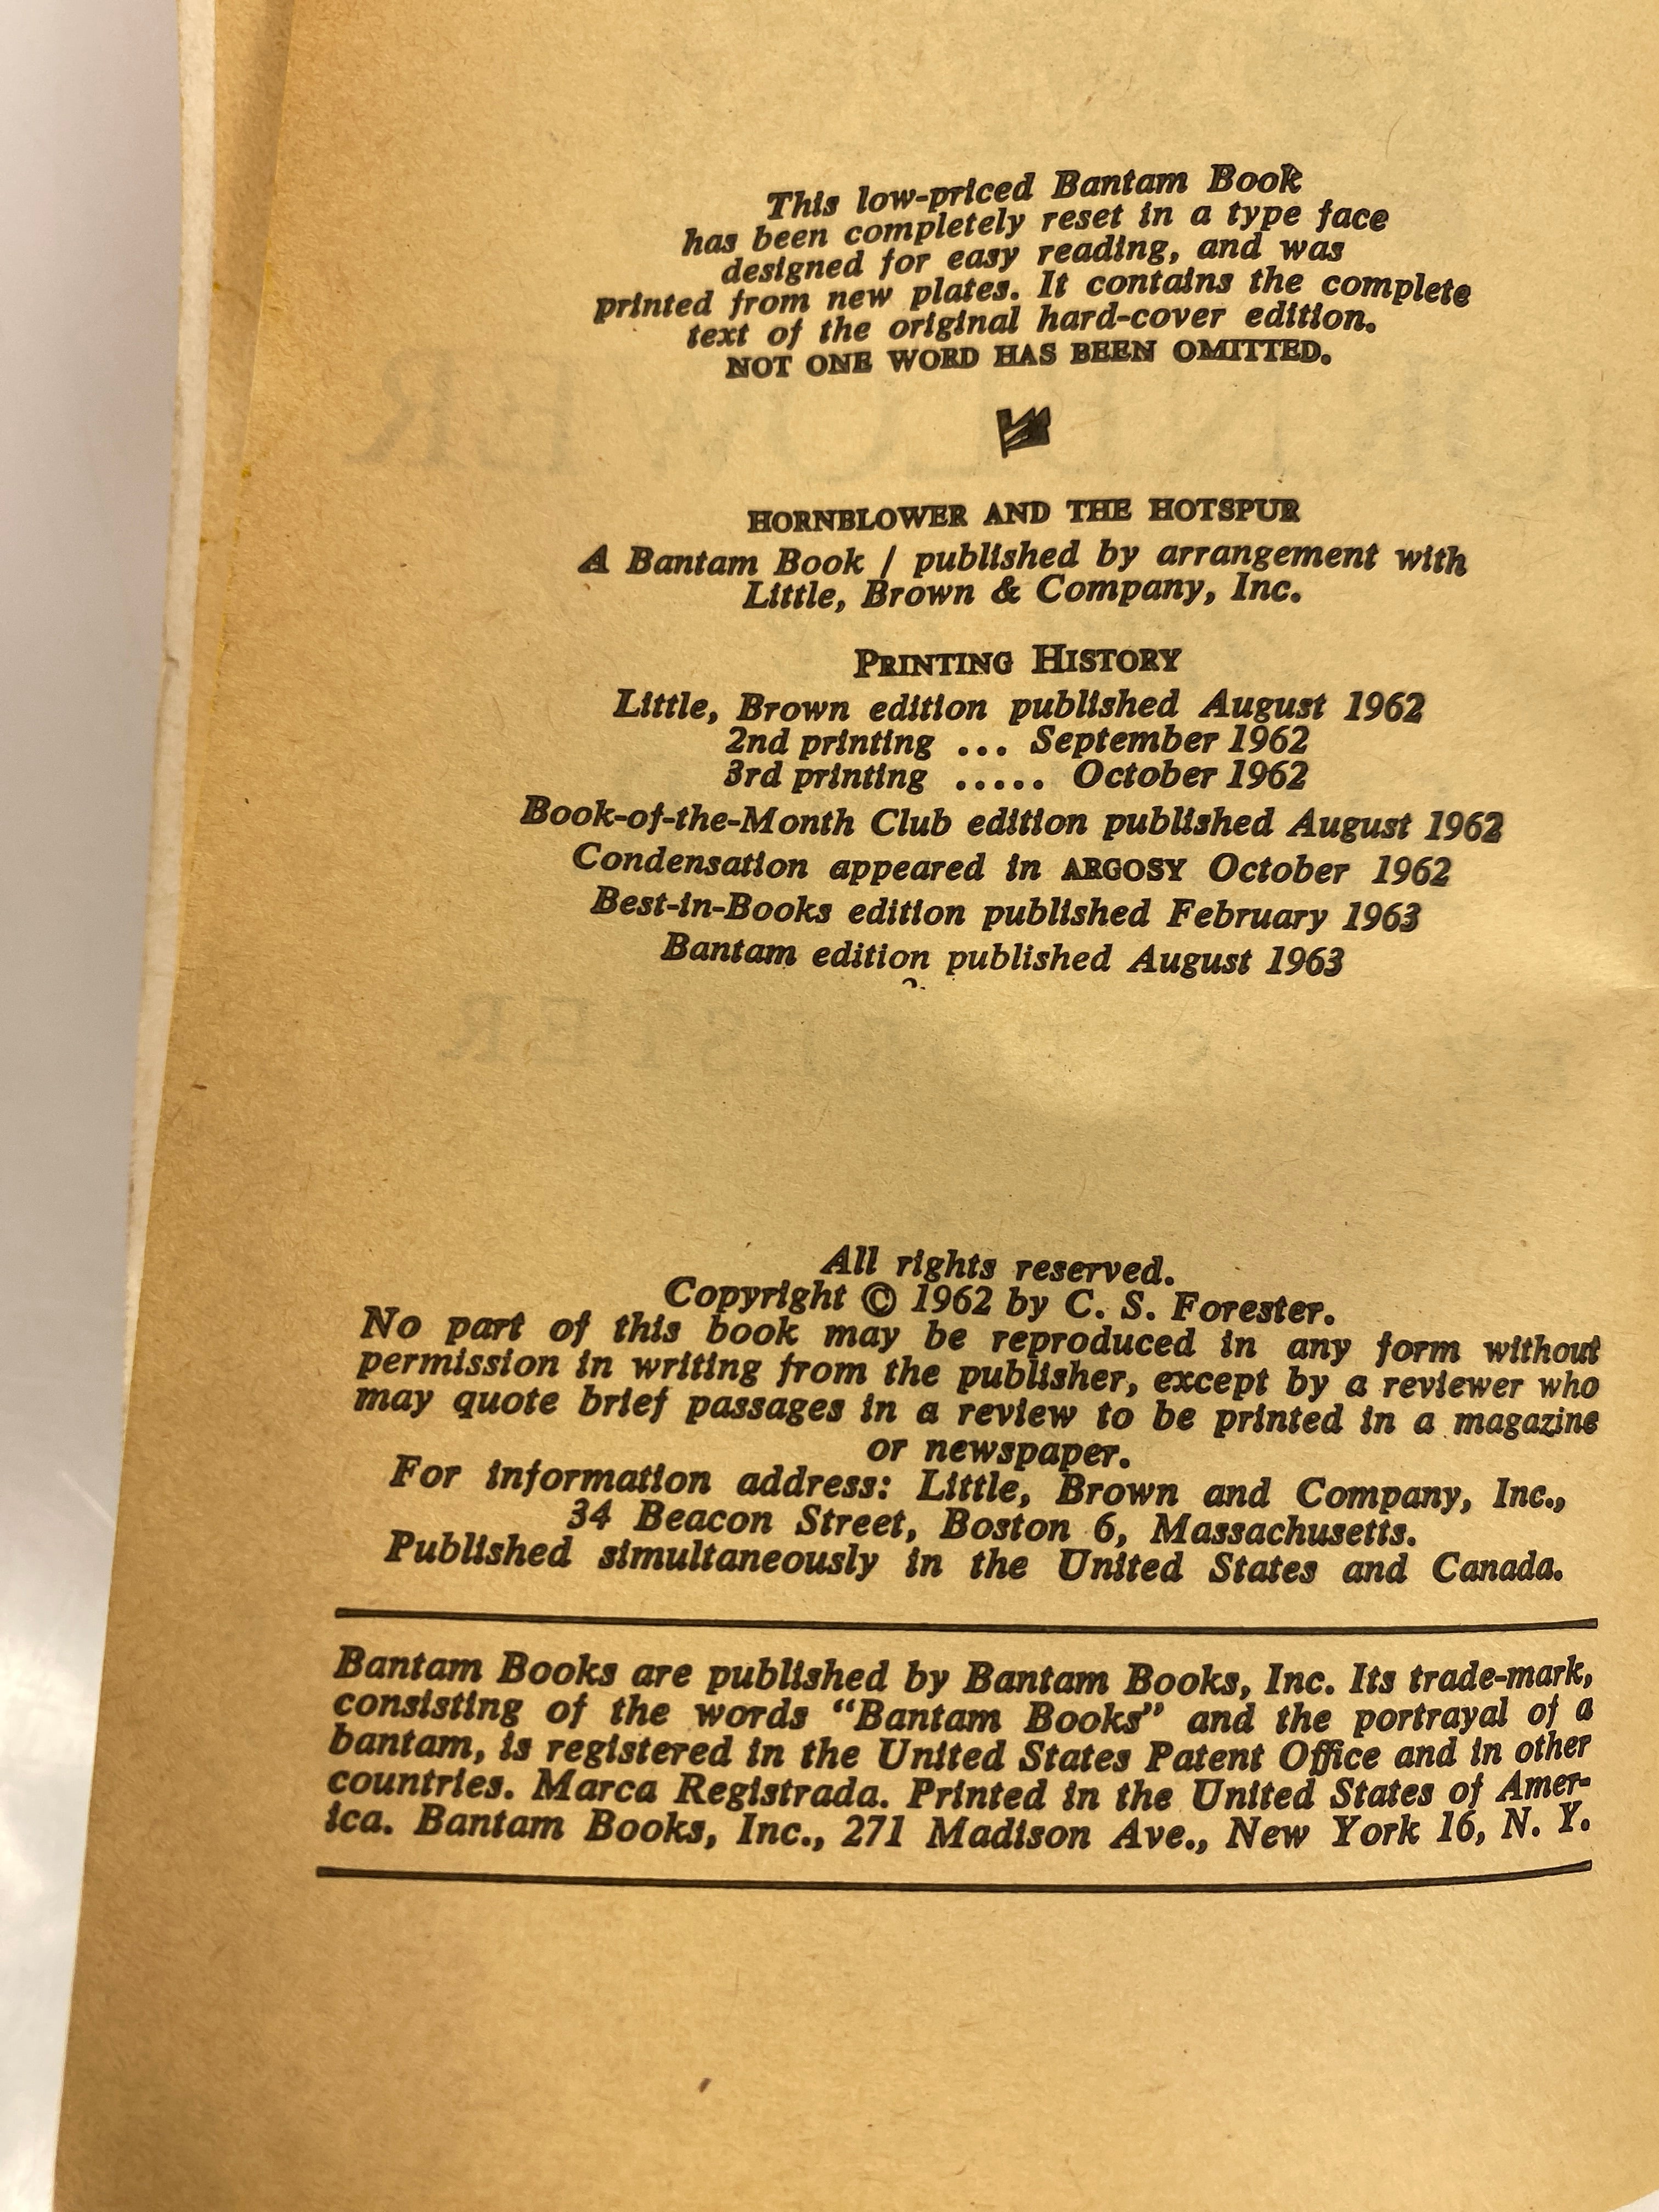 This low-priced Bantam Book
has been completely reset in a type face
designed for easy reading, and was
printed from new plates. It contains the complete
text of the original hard-cover edition.
NOT ONE WORD HAS BEEN OMITTED.
HORNBLOWER AND THE HOTSPUR
A Bantam Book / published by arrangement with
Little, Brown & Company, Inc.
PRINTING HISTORY
Little, Brown edition published August 1962
2nd printing ... September 1962
3rd printing ..... October 1962
Book-of-the-Month Club edition published August 1962
Condensation appeared in ARGOSY October 1962
Best-in-Books edition published February 1963
Bantam edition published August 1963
All rights reserved.
Copyright © 1962 by C. S. Forester.
No part of this book may be reproduced in any form without
permission in writing from the publisher, except by a reviewer who
may quote brief passages in a review to be printed in a magazine
or newspaper.
For information address: Little, Brown and Company, Inc.,
34 Beacon Street, Boston 6, Massachusetts.
Published simultaneously in the United States and Canada.
Bantam Books are published by Bantam Books, Inc. Its trade-mark,
consisting of the words “Bantam Books” and the portrayal of a
bantam, is registered in the United States Patent Office and in other
countries. Marca Registrada. Printed in the United States of Amer-
ica. Bantam Books, Inc., 271 Madison Ave., New York 16, N. Y.